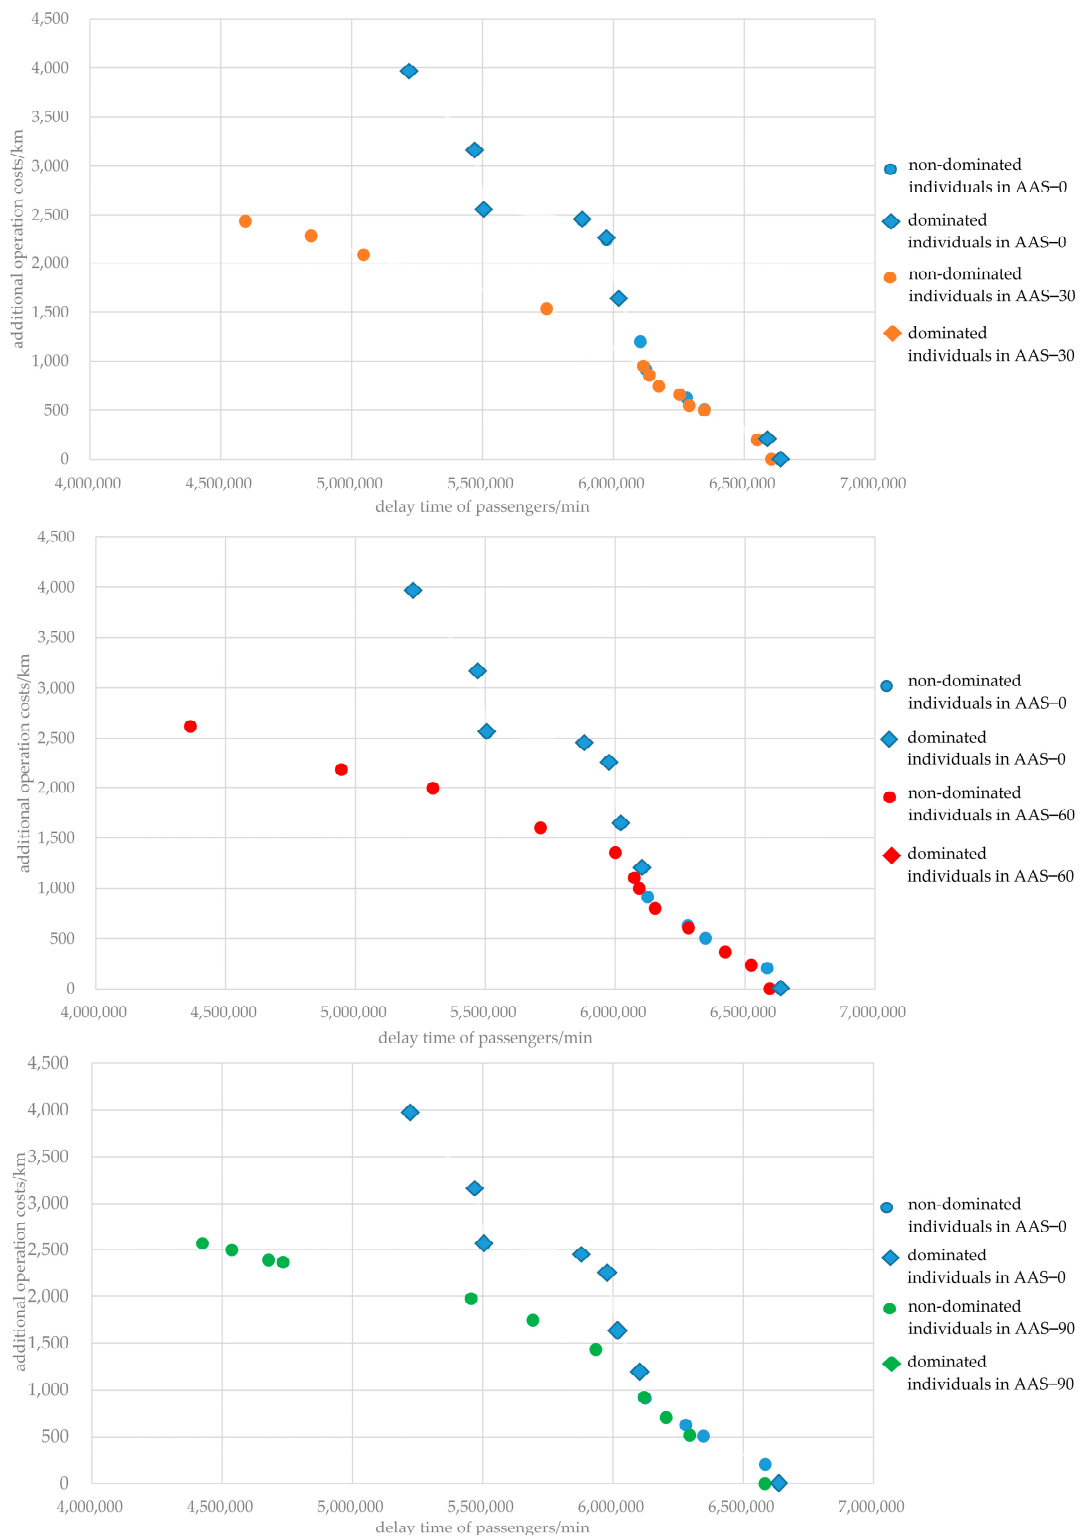 4,500
4,000
3,500
3,000
2,500
2,000
1,500
1,000
500
0
additional operation costs/km
4,000,000 4,500,000 5,000,000 5,500,000 6,000,000 6,500,000 7,000,000
delay time of passengers/min
non-dominated
individuals in AAS–0
dominated
individuals in AAS–0
non-dominated
individuals in AAS–30
dominated
individuals in AAS–30
4,500
4,000
3,500
3,000
2,500
2,000
1,500
1,000
500
0
additional operation costs/km
4,000,000 4,500,000 5,000,000 5,500,000 6,000,000 6,500,000 7,000,000
delay time of passengers/min
non-dominated
individuals in AAS–0
dominated
individuals in AAS–0
non-dominated
individuals in AAS–60
dominated
individuals in AAS–60
4,500
4,000
3,500
3,000
2,500
2,000
1,500
1,000
500
0
additional operation costs/km
4,000,000 4,500,000 5,000,000 5,500,000 6,000,000 6,500,000 7,000,000
delay time of passengers/min
non-dominated
individuals in AAS–0
dominated
individuals in AAS–0
non-dominated
individuals in AAS–90
dominated
individuals in AAS–90